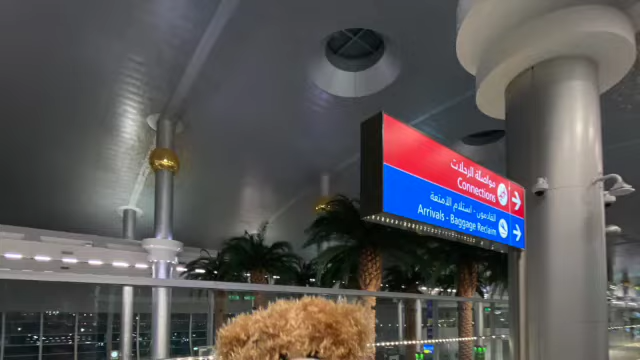 مواصلة الرحلات
Connections
القادمون - استلام الأمتعة
Arrivals - Baggage Reclaim